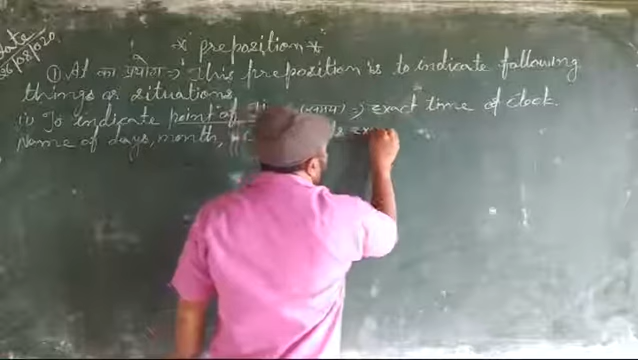 Date
26/08/2020
* preposition *
① At का प्रयोग → This preposition is to indicate following
things or situations.
(i) To indicate point of (समय) → Exact time of clock.
Name of days, month,